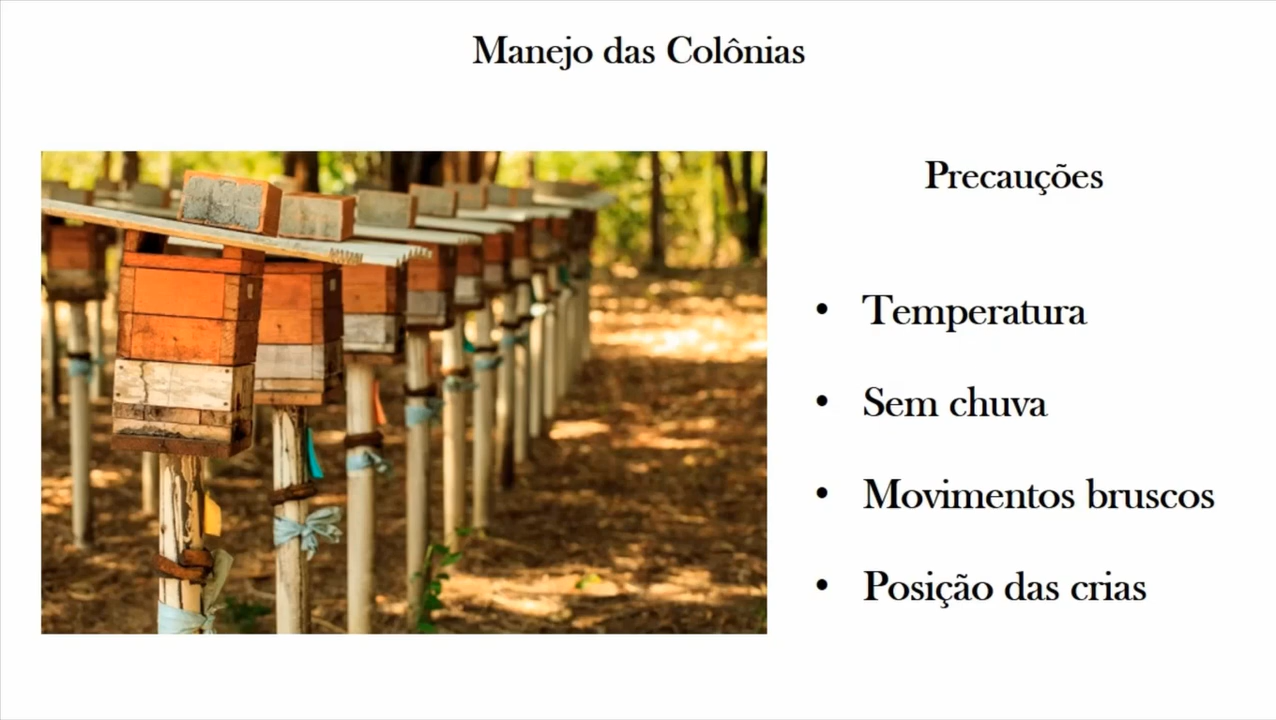 Manejo das Colônias
Precauções
• Temperatura
• Sem chuva
• Movimentos bruscos
• Posição das crias